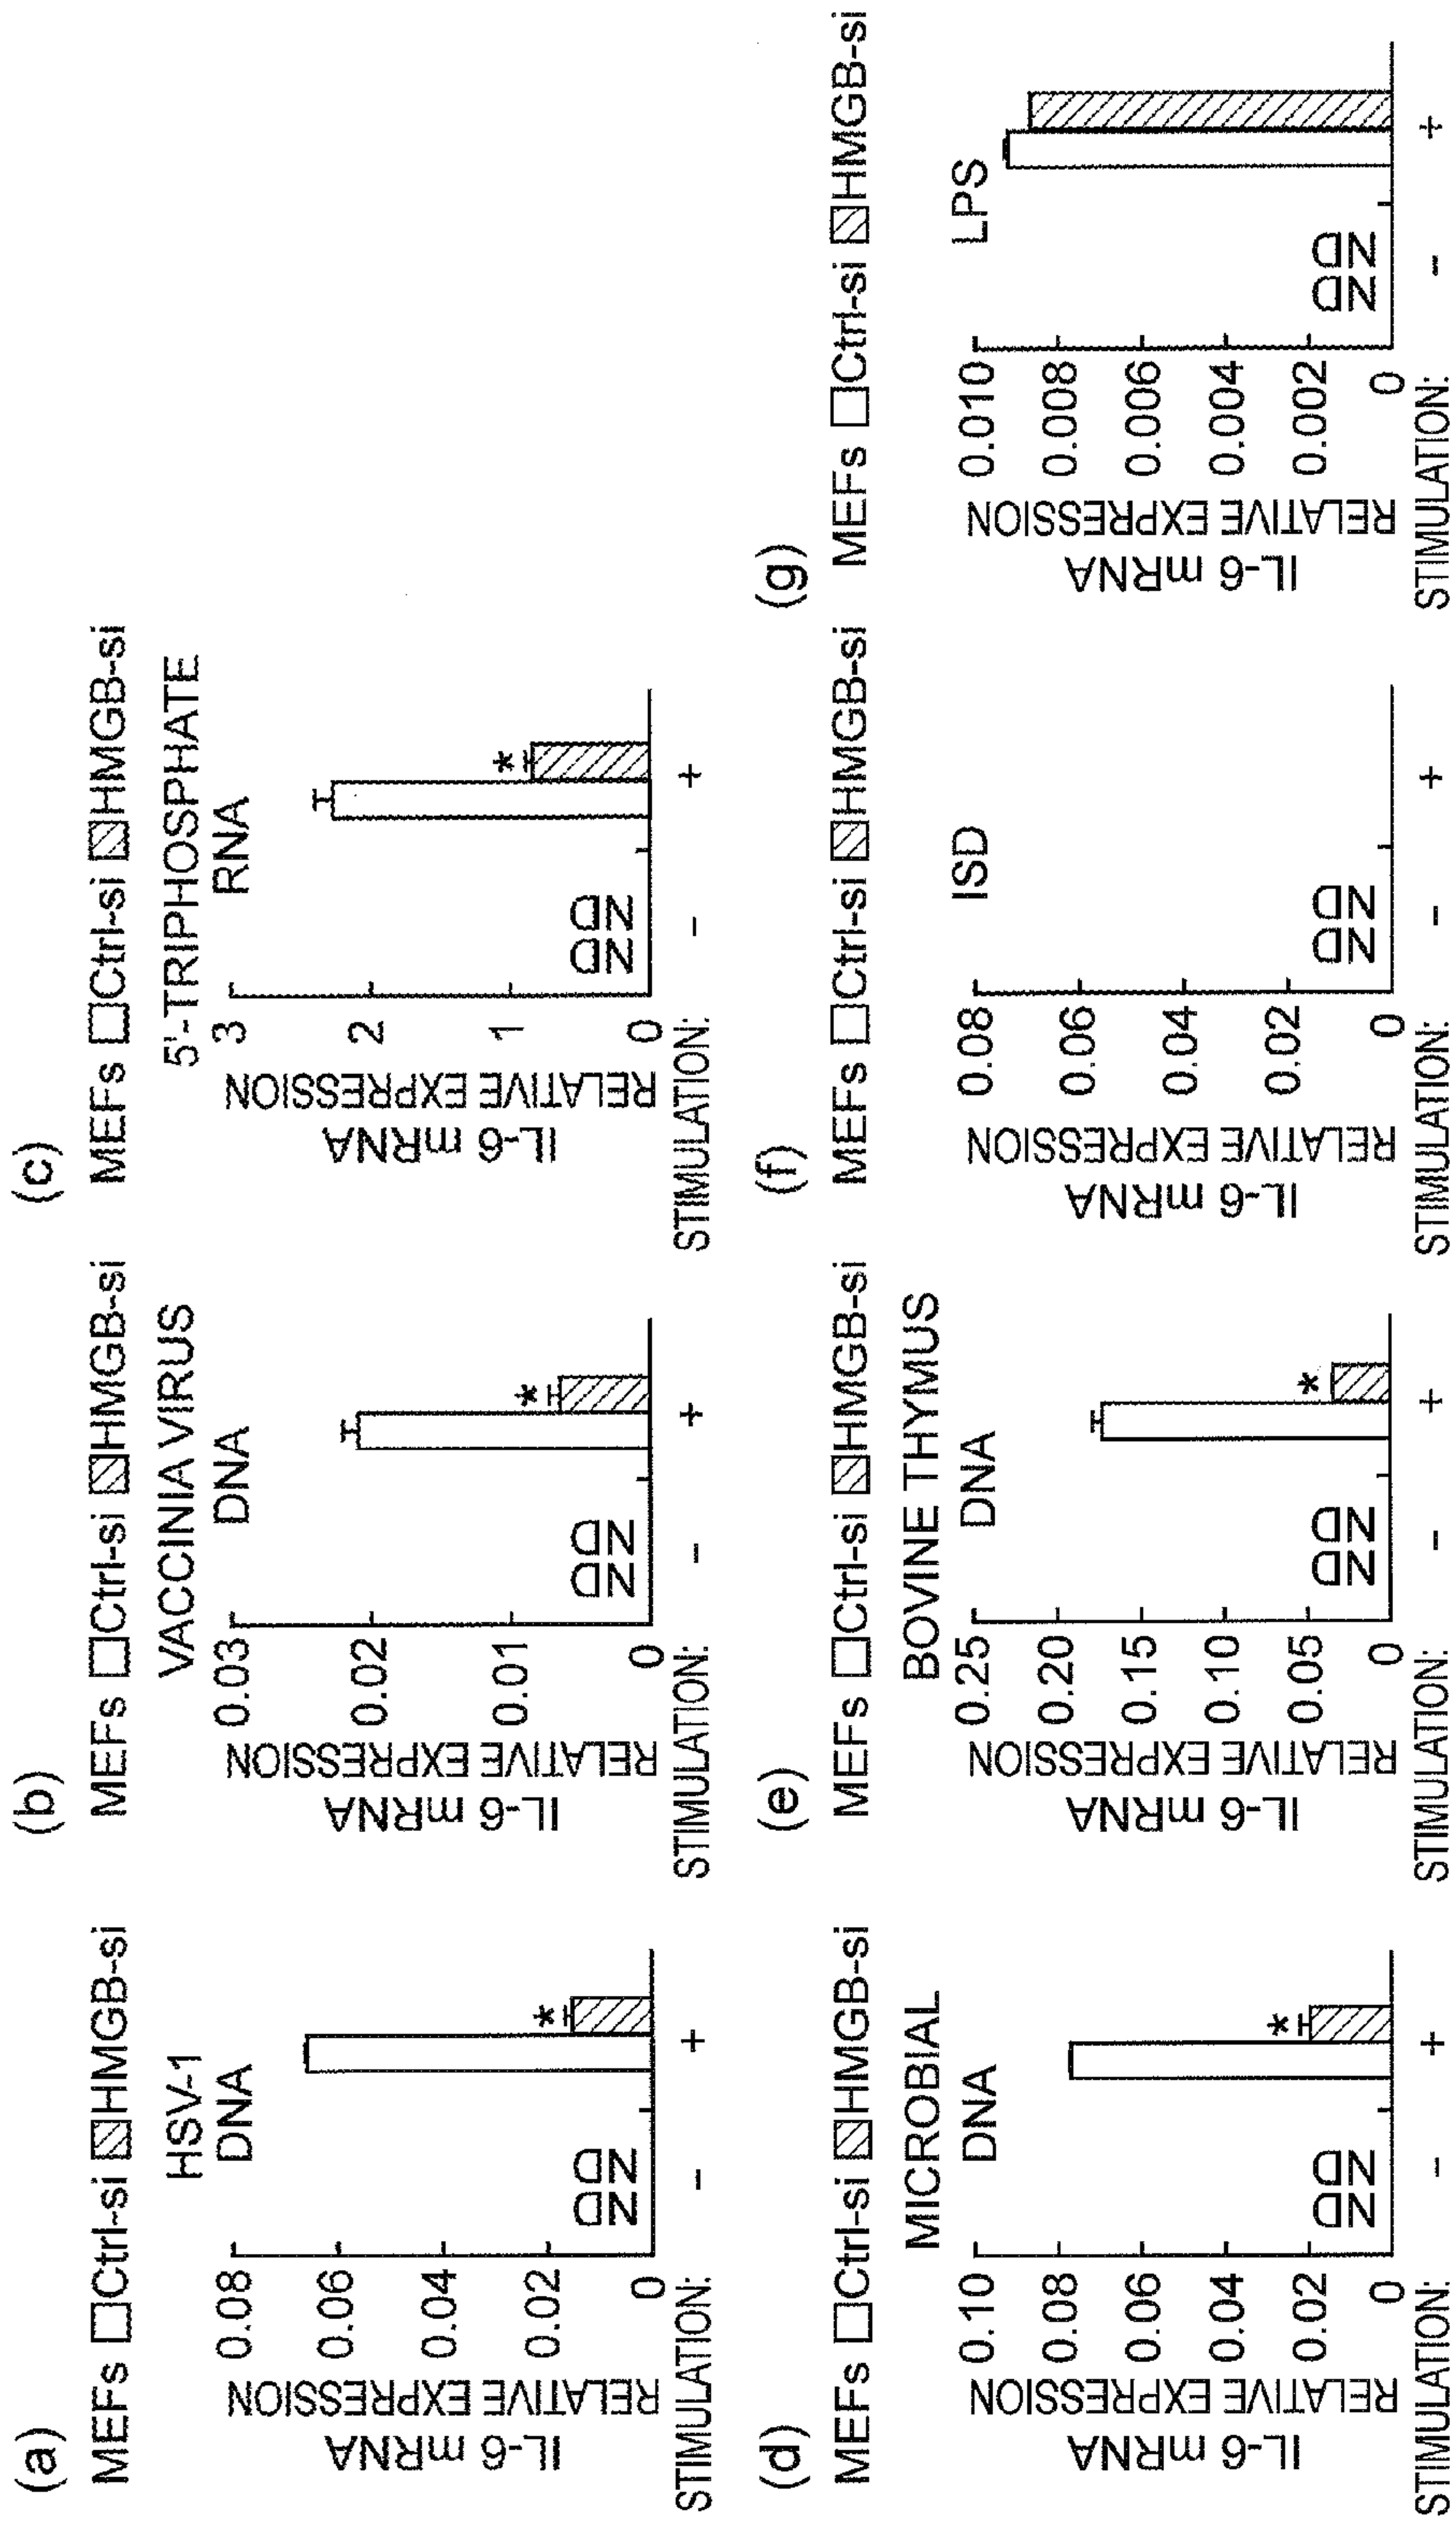 (a)
MEFs Ctrl-si HMGB-si
HSV-1
DNA
IL-6 mRNA
RELATIVE EXPRESSION
0.08
0.06
0.04
0.02
0
ND ND
*
STIMULATION: - +
(b)
MEFs Ctrl-si HMGB-si
VACCINIA VIRUS
DNA
IL-6 mRNA
RELATIVE EXPRESSION
0.03
0.02
0.01
0
ND ND
*
STIMULATION: - +
(c)
MEFs Ctrl-si HMGB-si
5'-TRIPHOSPHATE
RNA
IL-6 mRNA
RELATIVE EXPRESSION
3
2
1
0
ND ND
*
STIMULATION: - +
(d)
MEFs Ctrl-si HMGB-si
MICROBIAL
DNA
IL-6 mRNA
RELATIVE EXPRESSION
0.10
0.08
0.06
0.04
0.02
0
ND ND
*
STIMULATION: - +
(e)
MEFs Ctrl-si HMGB-si
BOVINE THYMUS
DNA
IL-6 mRNA
RELATIVE EXPRESSION
0.25
0.20
0.15
0.10
0.05
0
ND ND
*
STIMULATION: - +
(f)
MEFs Ctrl-si HMGB-si
ISD
IL-6 mRNA
RELATIVE EXPRESSION
0.08
0.06
0.04
0.02
0
ND ND
STIMULATION: - +
(g)
MEFs Ctrl-si HMGB-si
LPS
IL-6 mRNA
RELATIVE EXPRESSION
0.010
0.008
0.006
0.004
0.002
0
ND ND
STIMULATION: - +